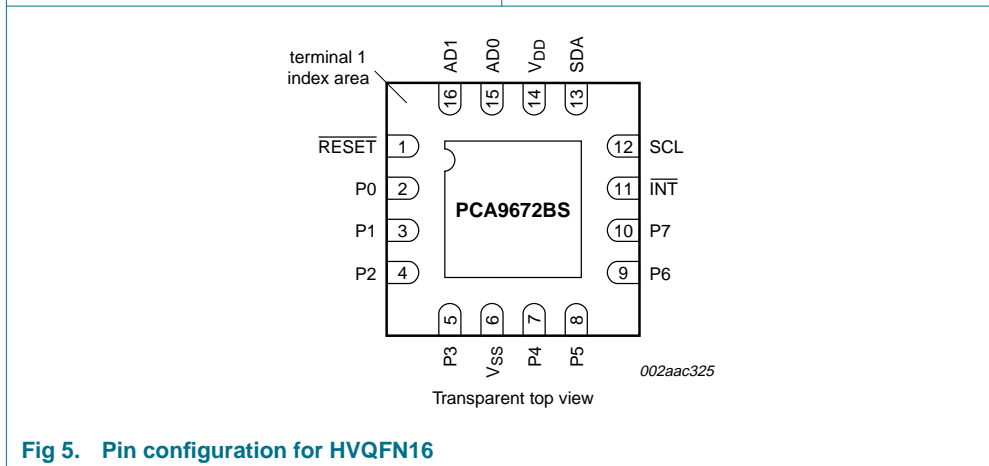 terminal 1
index area
AD1
AD0
VDD
SDA
16
15
14
13
RESET 1
12 SCL
P0 2
11 INT
PCA9672BS
P1 3
10 P7
P2 4
9 P6
5
6
7
8
P3
VSS
P4
P5
002aac325
Transparent top view
Fig 5. Pin configuration for HVQFN16